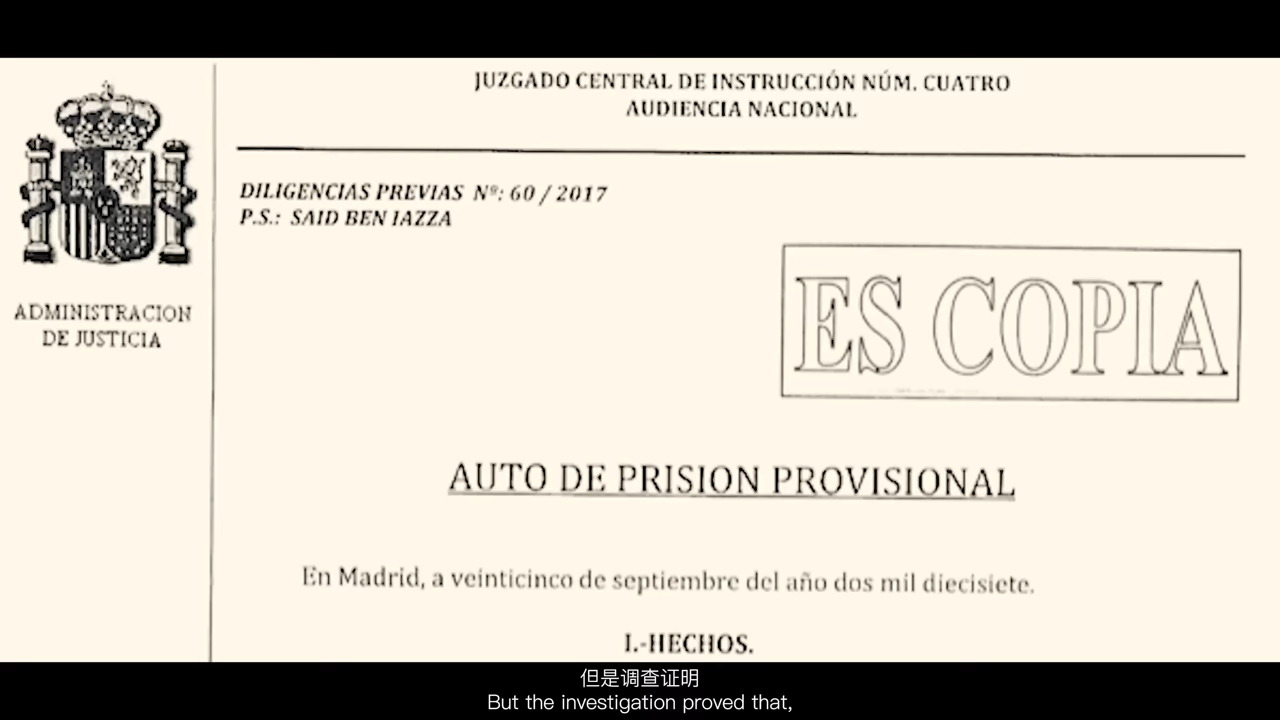 JUZGADO CENTRAL DE INSTRUCCIÓN NÚM. CUATRO
AUDIENCIA NACIONAL
DILIGENCIAS PREVIAS Nº: 60 / 2017
P.S.: SAID BEN IAZZA
ADMINISTRACION
DE JUSTICIA
ES COPIA
AUTO DE PRISION PROVISIONAL
En Madrid, a veinticinco de septiembre del año dos mil diecisiete.
I.-HECHOS.
但是调查证明
But the investigation proved that,